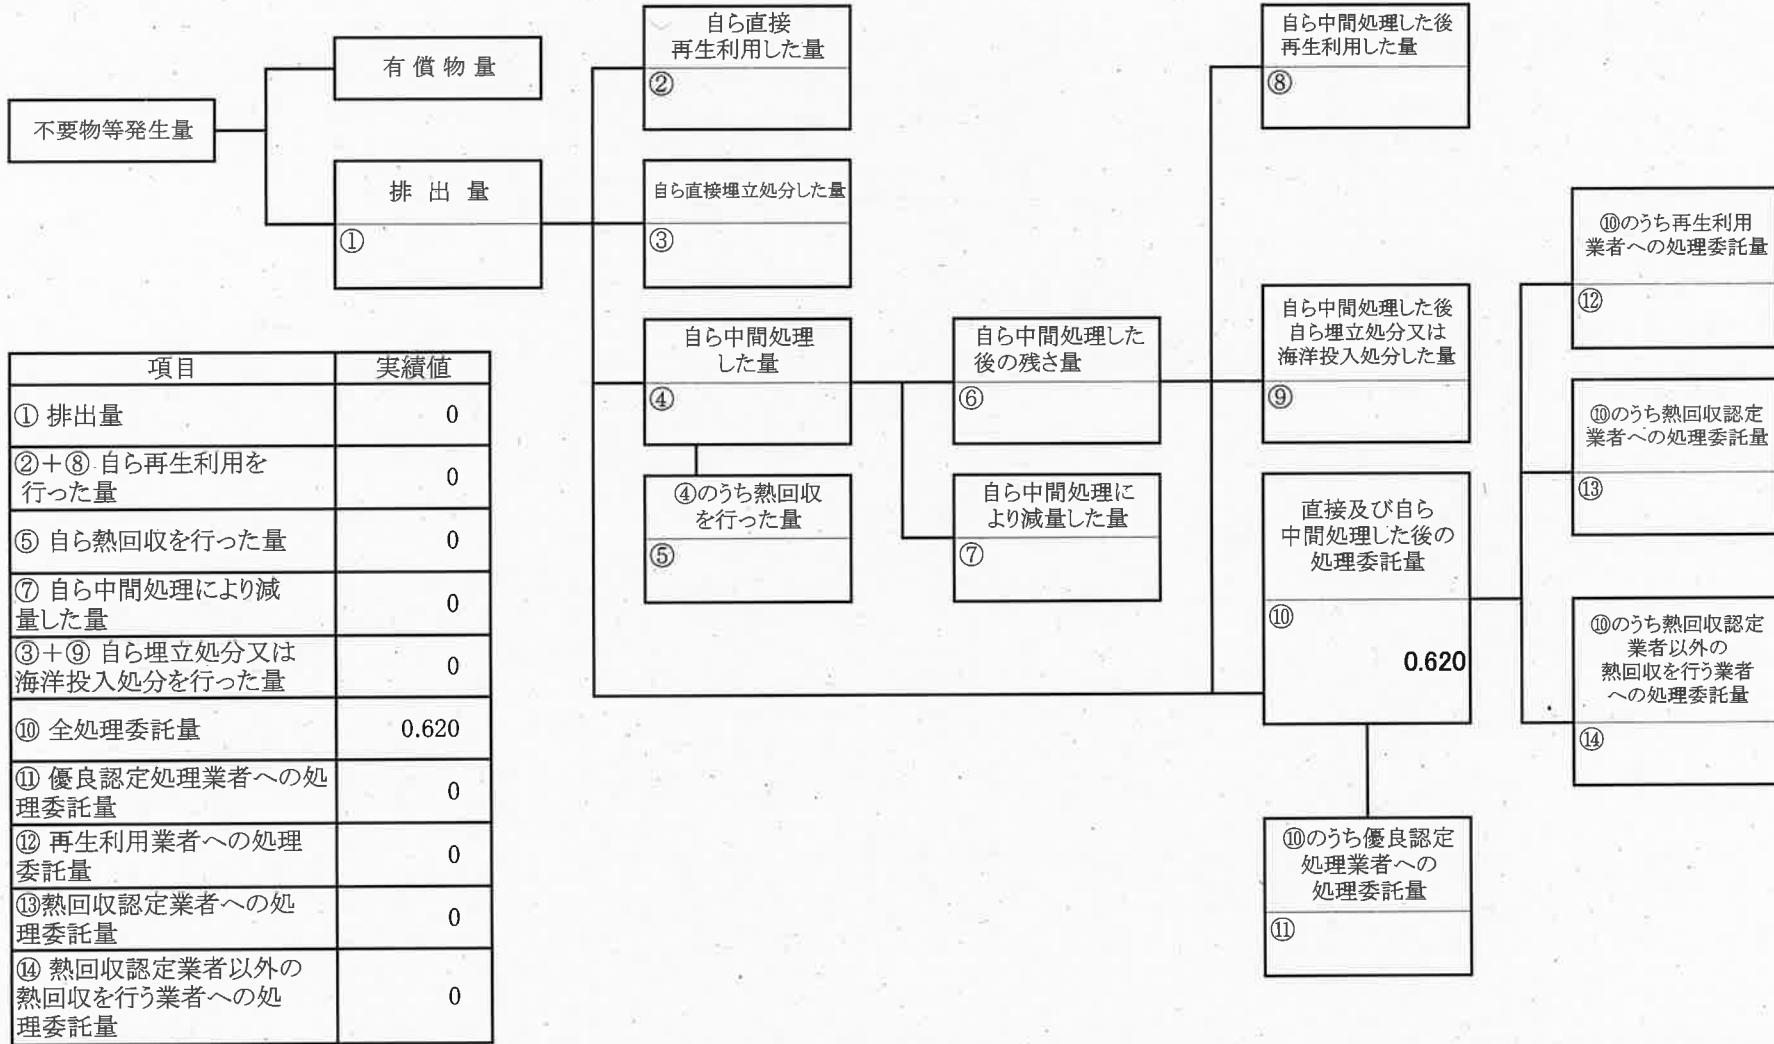 不要物等発生量
有償物量
排出量
①
自ら直接
再生利用した量
②
自ら直接埋立処分した量
③
自ら中間処理
した量
④
④のうち熱回収
を行った量
⑤
自ら中間処理した
後の残さ量
⑥
自ら中間処理に
より減量した量
⑦
自ら中間処理した後
再生利用した量
⑧
自ら中間処理した後
自ら埋立処分又は
海洋投入処分した量
⑨
直接及び自ら
中間処理した後の
処理委託量
⑩
0.620
⑩のうち優良認定
処理業者への
処理委託量
⑪
⑩のうち再生利用
業者への処理委託量
⑫
⑩のうち熱回収認定
業者への処理委託量
⑬
⑩のうち熱回収認定
業者以外の
熱回収を行う業者
への処理委託量
⑭
項目 実績値
① 排出量 0
②+⑧ 自ら再生利用を
行った量 0
⑤ 自ら熱回収を行った量 0
⑦ 自ら中間処理により減
量した量 0
③+⑨ 自ら埋立処分又は
海洋投入処分を行った量 0
⑩ 全処理委託量 0.620
⑪ 優良認定処理業者への処
理委託量 0
⑫ 再生利用業者への処理
委託量 0
⑬熱回収認定業者への処
理委託量 0
⑭ 熱回収認定業者以外の
熱回収を行う業者への処
理委託量 0